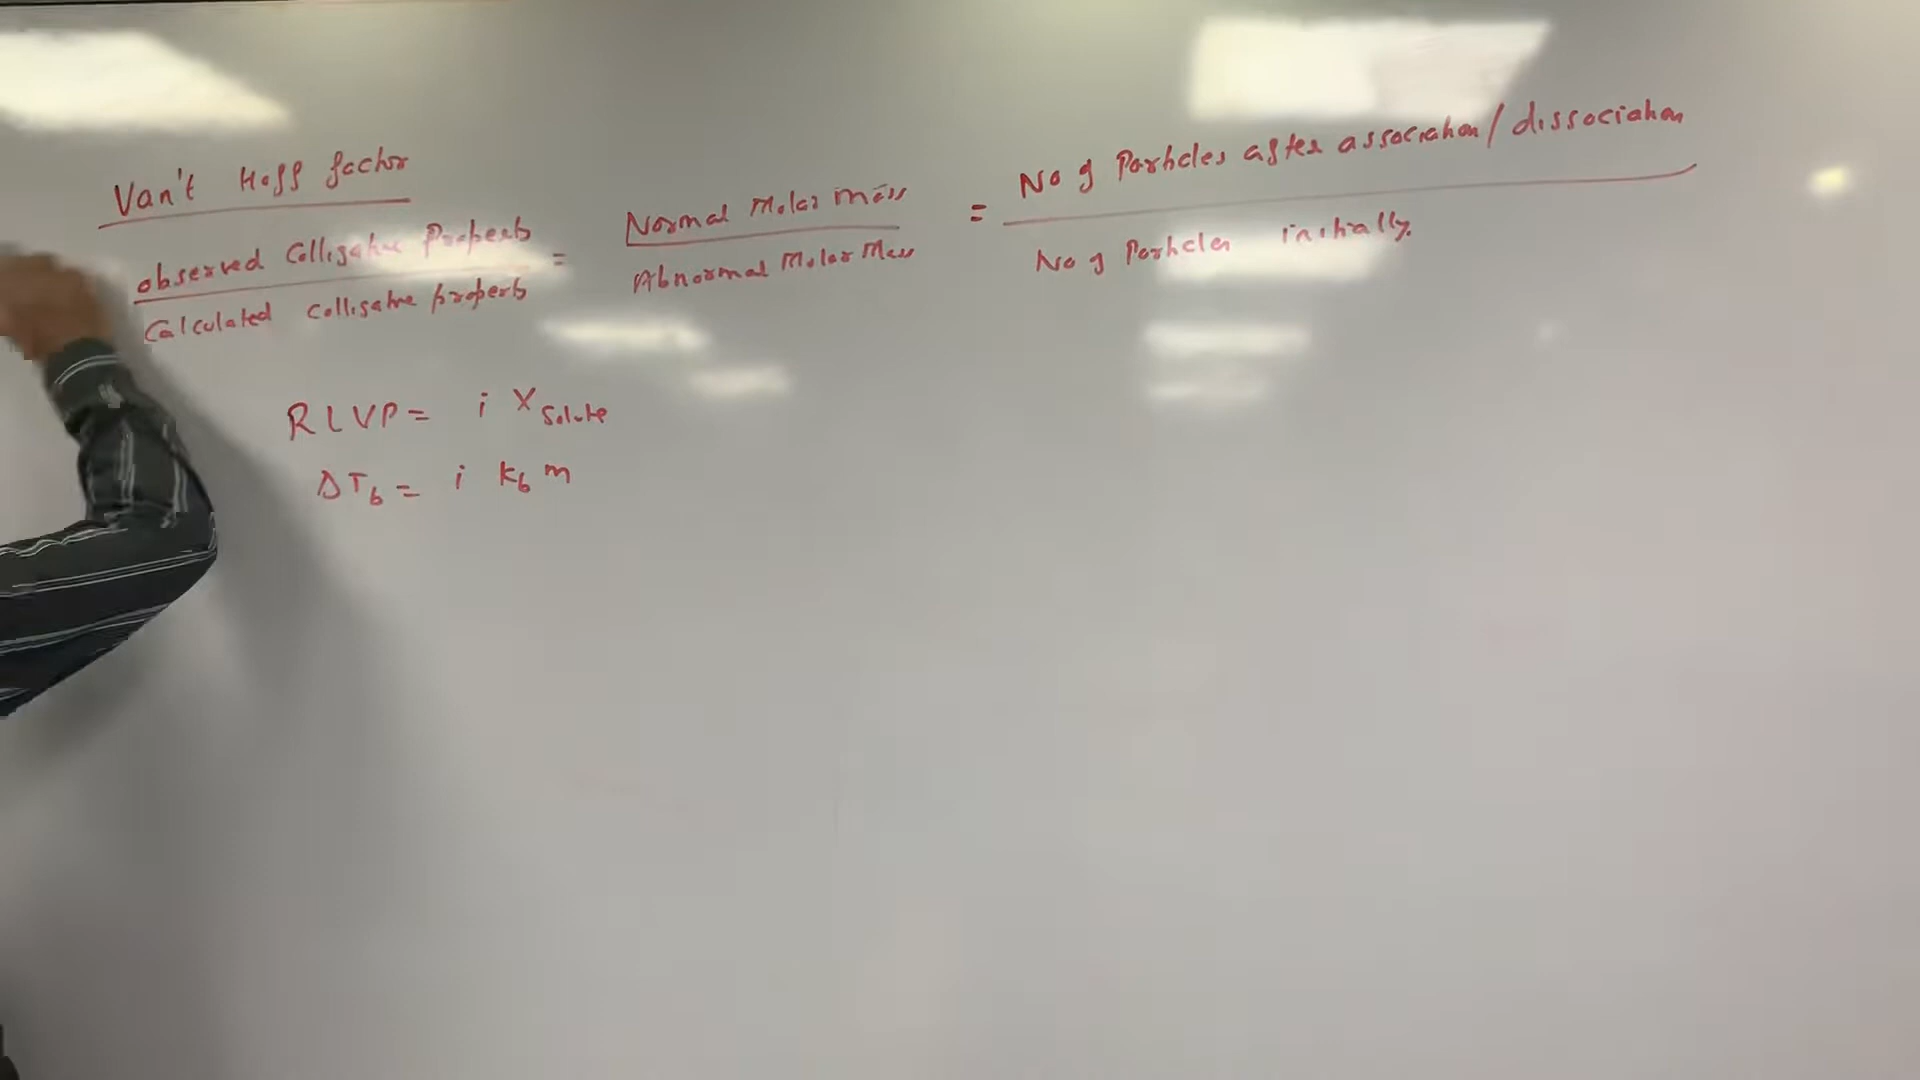 Van't Hoff factor
observed Colligative Property / Calculated Colligative property = Normal Molar Mass / Abnormal Molar Mass = No of Particles after association/dissociation / No of Particles initially.
RLVP = i X solute
ΔTb = i Kb m